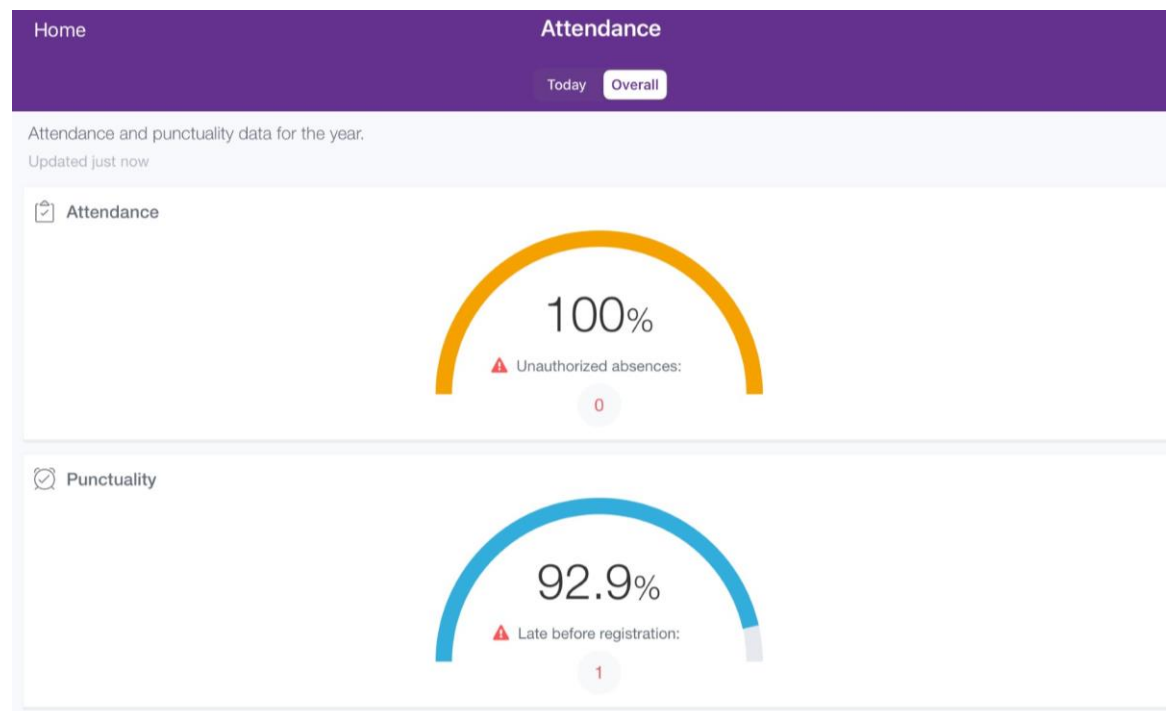 Home
Attendance
Today Overall
Attendance and punctuality data for the year.
Updated just now
Attendance
100%
Unauthorized absences:
0
Punctuality
92.9%
Late before registration:
1